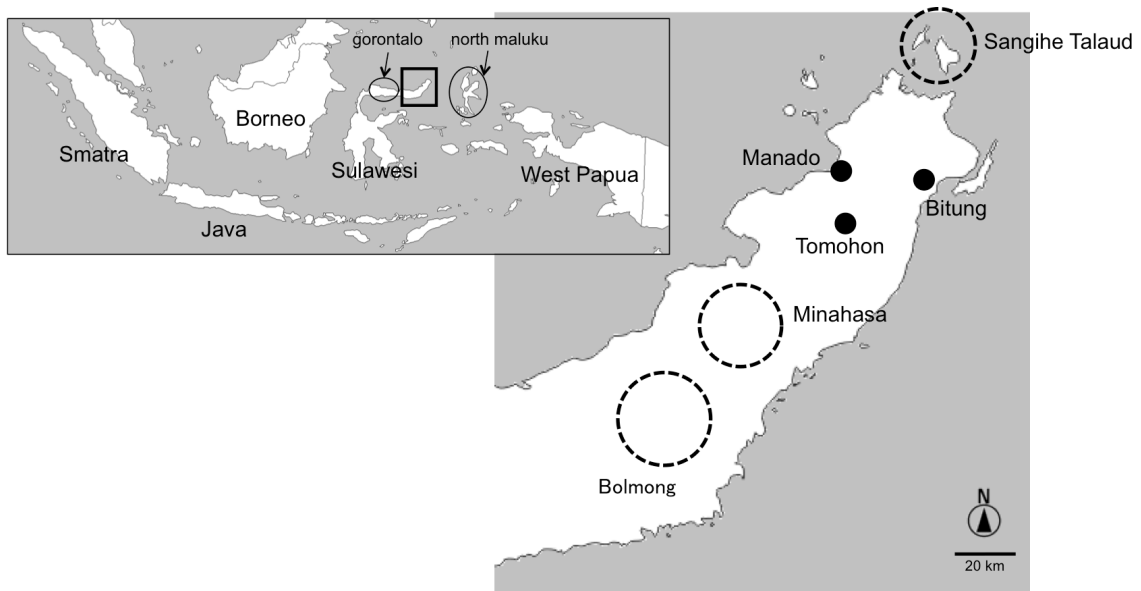 gorontalo
north maluku
Borneo
Smatra
Sulawesi
West Papua
Java
Sangihe Talaud
Manado
Bitung
Tomohon
Minahasa
Bolmong
N
20 km